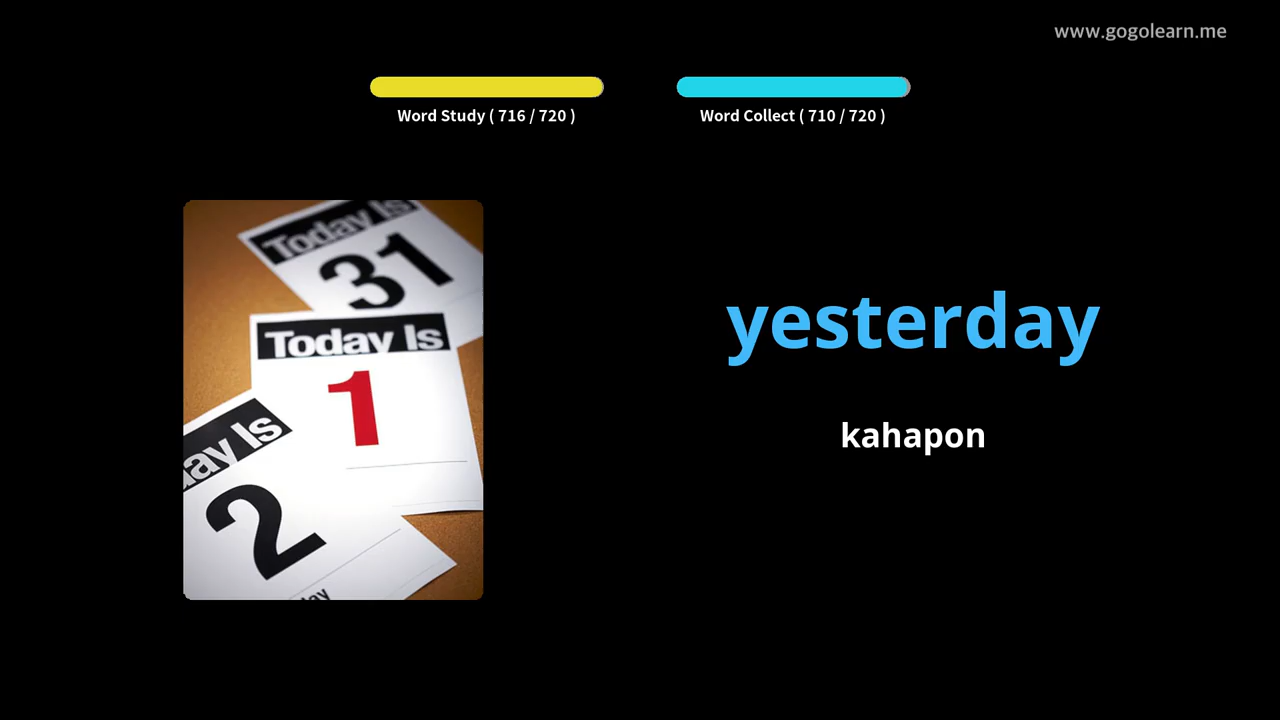 www.gogolearn.me
Word Study ( 716 / 720 )
Word Collect ( 710 / 720 )
Today Is
31
Today Is
1
ay Is
2
yesterday
kahapon